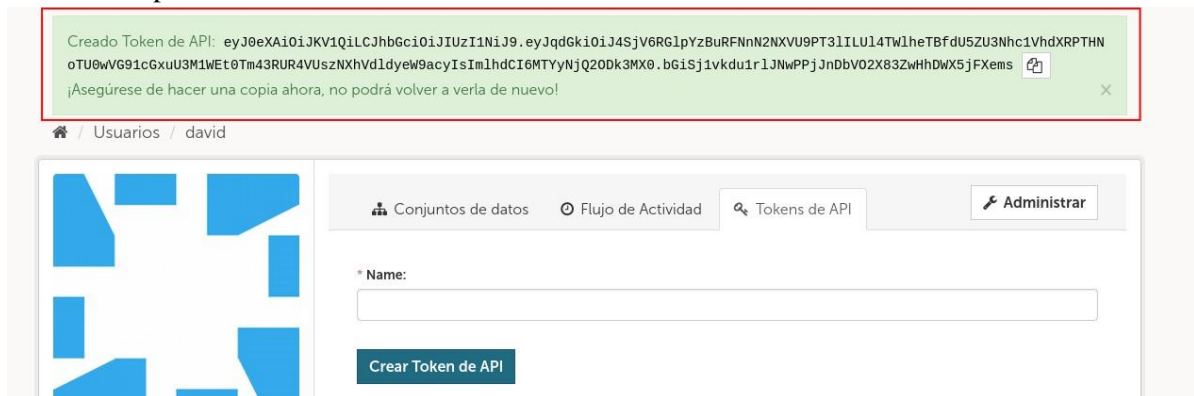 Creado Token de API: eyJ0eXAiOiJKV1QiLCJhbGciOiJIUzI1NiJ9.eyJqdGkiOiJ4SjV6RGlpYzBuRFNnN2NXVU9PT3lILUl4TWlheTBfdU5ZU3Nhc1VhdXRPTHN
oTU0wVG91cGxuU3M1WEt0Tm43RUR4VUszNXhVdldyeW9acyIsImlhdCI6MTYyNjQ2ODk3MX0.bGiSj1vkdu1rlJNwPPjJnDbVO2X83ZwHhDWX5jFXems
¡Asegúrese de hacer una copia ahora, no podrá volver a verla de nuevo! ×
/ Usuarios / david
Conjuntos de datos Flujo de Actividad Tokens de API Administrar
* Name:
Crear Token de API